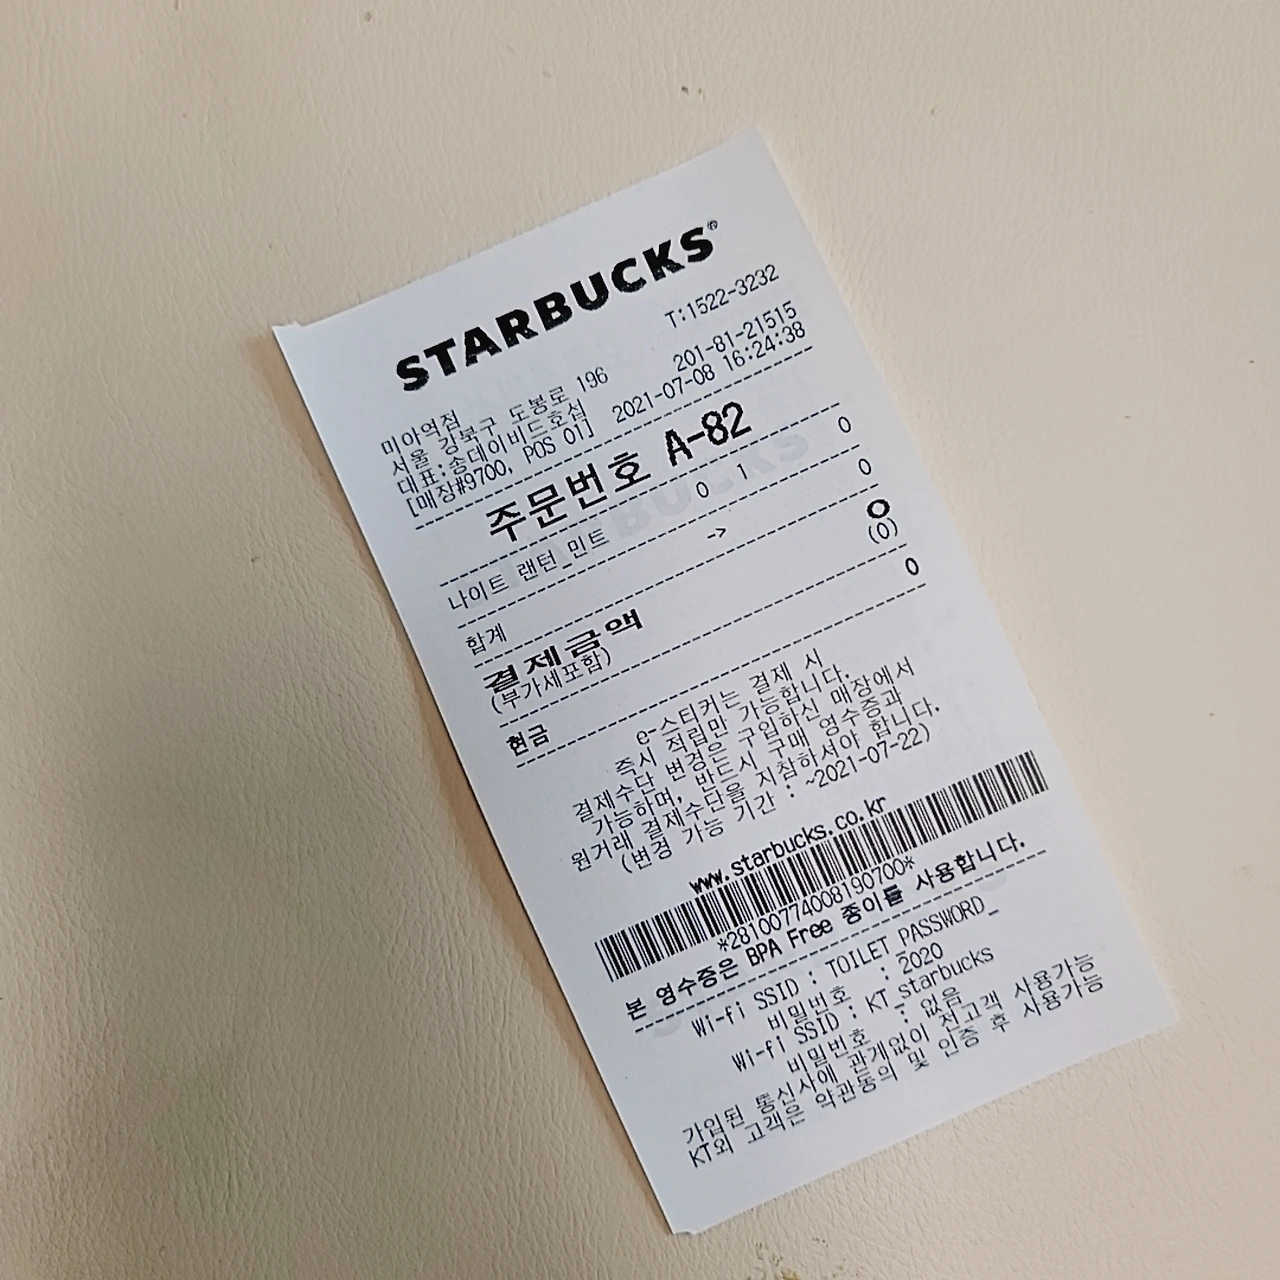 STARBUCKS®
T:1522-3232
미아역점
서울 강북구 도봉로 196
대표:송데이비드호섭 201-81-21515
[매장#9700, POS 01] 2021-07-08 16:24:38
주문번호 A-82
나이트 랜턴_민트 0 1 0
->
합계 0
결제금액 0
(부가세포함) (0)
현금 0
e-스티커는 결제 시
즉시 적립만 가능합니다.
결제수단 변경은 구입하신 매장에서
가능하며, 반드시 구매 영수증과
원거래 결제수단을 지참하셔야 합니다.
(변경 가능 기간 : ~2021-07-22)
www.starbucks.co.kr
*28100774008190700*
본 영수증은 BPA Free 종이를 사용합니다.
Wi-fi SSID : TOILET_PASSWORD_
비밀번호 : 2020
Wi-fi SSID : KT_starbucks
비밀번호 : 없음
가입된 통신사에 관계없이 전고객 사용가능
KT외 고객은 약관동의 및 인증 후 사용가능